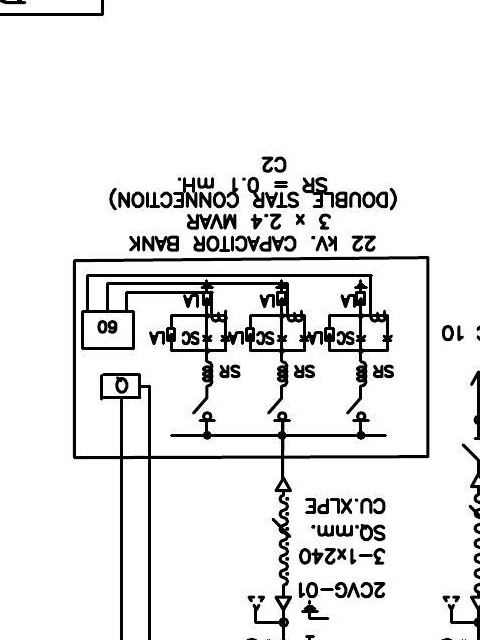 2CVG-01
3-1x240
SQ.mm.
CU.XLPE
Q
SR SR SR
SC LA SC LA SC LA
10
60
LA LA LA
22 kV. CAPACITOR BANK
3 x 2.4 MVAR
(DOUBLE STAR CONNECTION)
SR = 0.1 mH.
C2